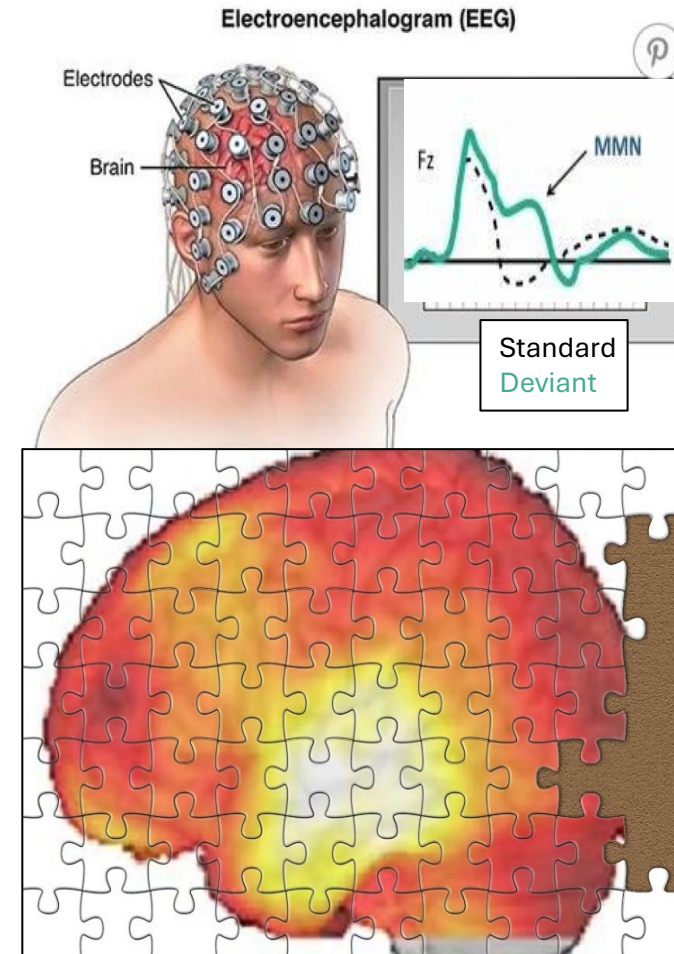 Electroencephalogram (EEG)
Electrodes
Brain
Fz
MMN
Standard
Deviant